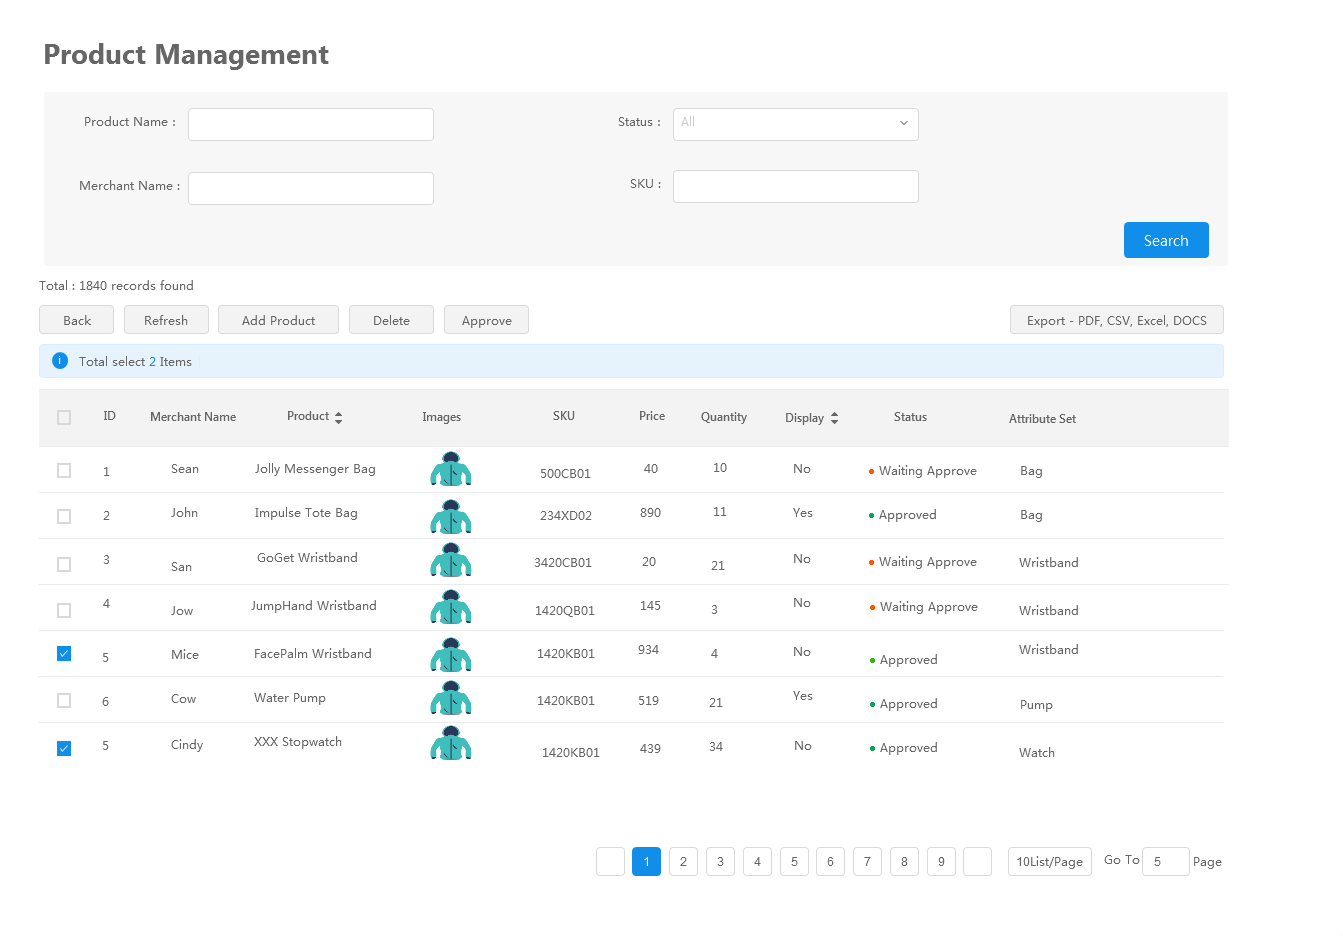 Product Management
Product Name :
Status :
All
Merchant Name :
SKU :
Search
Total : 1840 records found
Back
Refresh
Add Product
Delete
Approve
Export - PDF, CSV, Excel, DOCS
i Total select 2 Items
ID Merchant Name Product Images SKU Price Quantity Display Status Attribute Set
1 Sean Jolly Messenger Bag 500CB01 40 10 No Waiting Approve Bag
2 John Impulse Tote Bag 234XD02 890 11 Yes Approved Bag
3 San GoGet Wristband 3420CB01 20 21 No Waiting Approve Wristband
4 Jow JumpHand Wristband 1420QB01 145 3 No Waiting Approve Wristband
5 Mice FacePalm Wristband 1420KB01 934 4 No Approved Wristband
6 Cow Water Pump 1420KB01 519 21 Yes Approved Pump
5 Cindy XXX Stopwatch 1420KB01 439 34 No Approved Watch
1 2 3 4 5 6 7 8 9 10List/Page Go To 5 Page